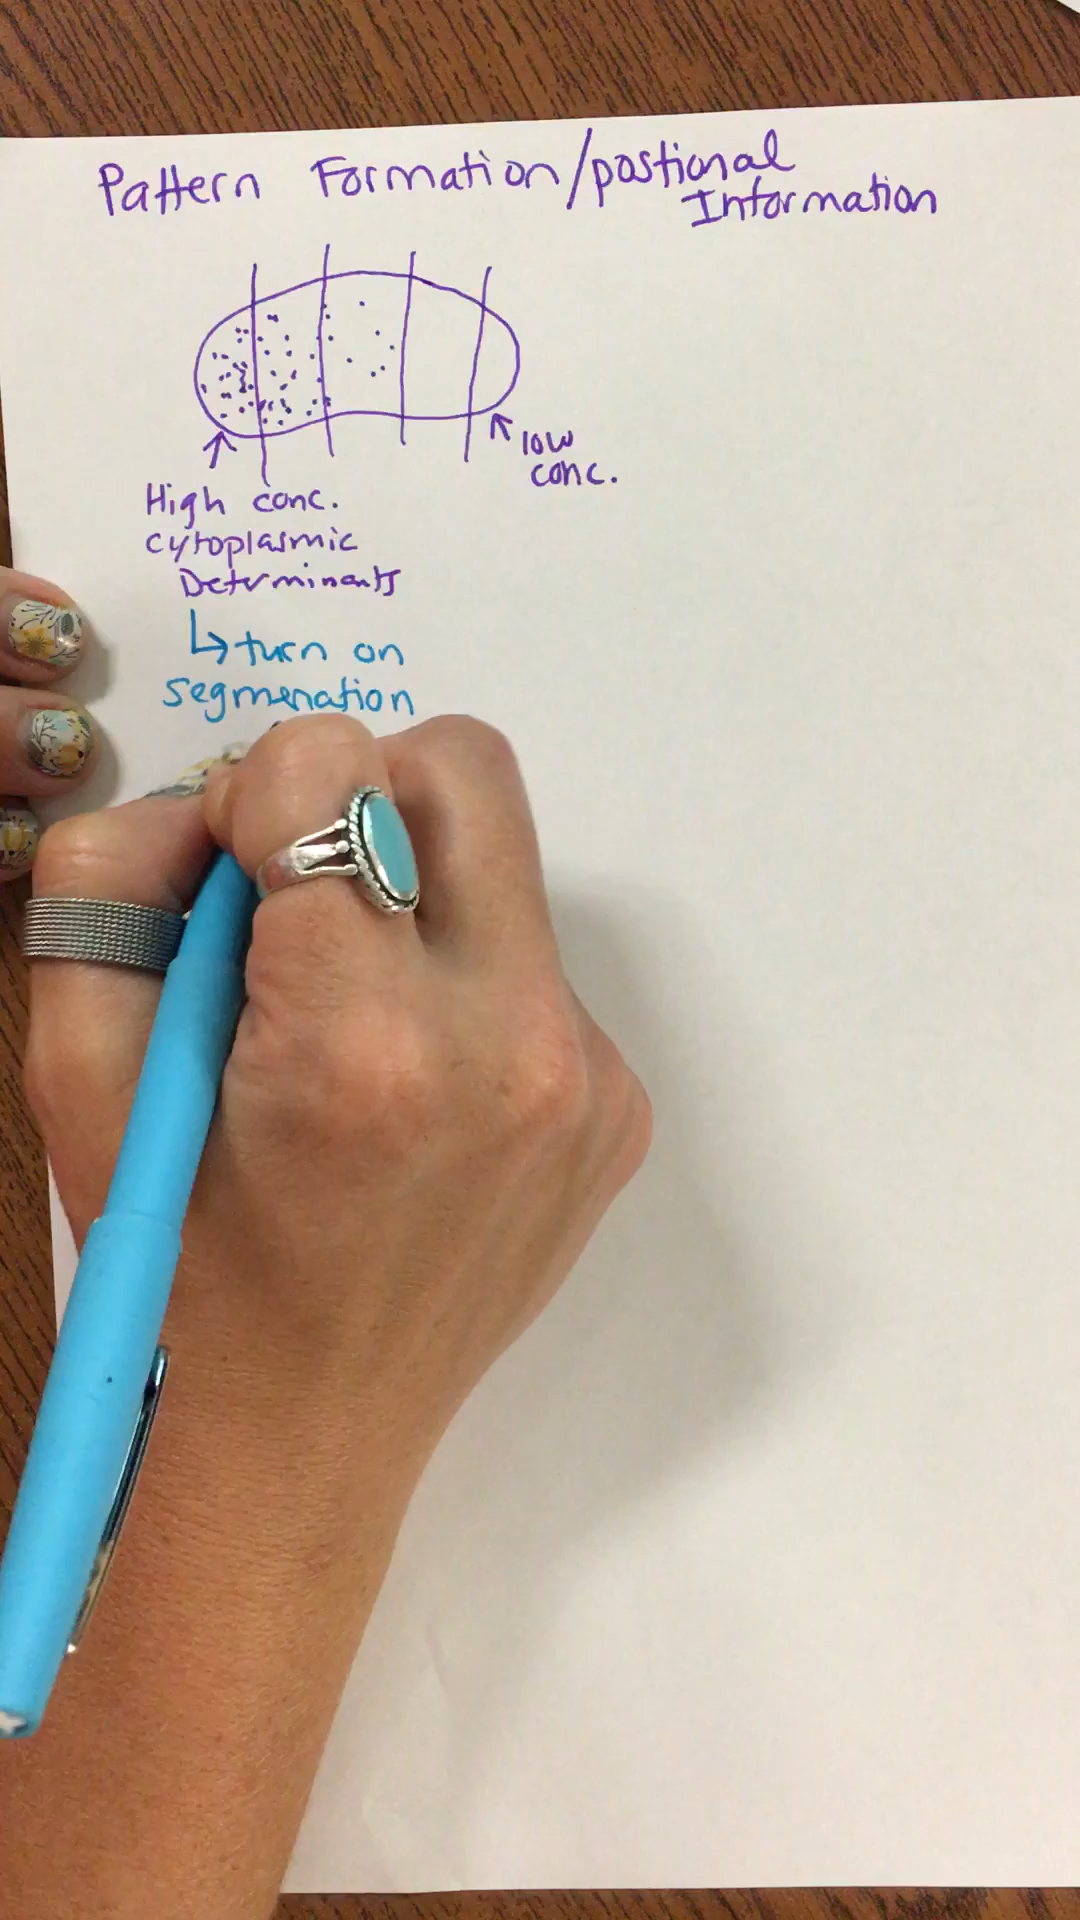 Pattern Formation/postional
Information
low
conc.
High conc.
cytoplasmic
Determinants
↳ turn on
segmenation